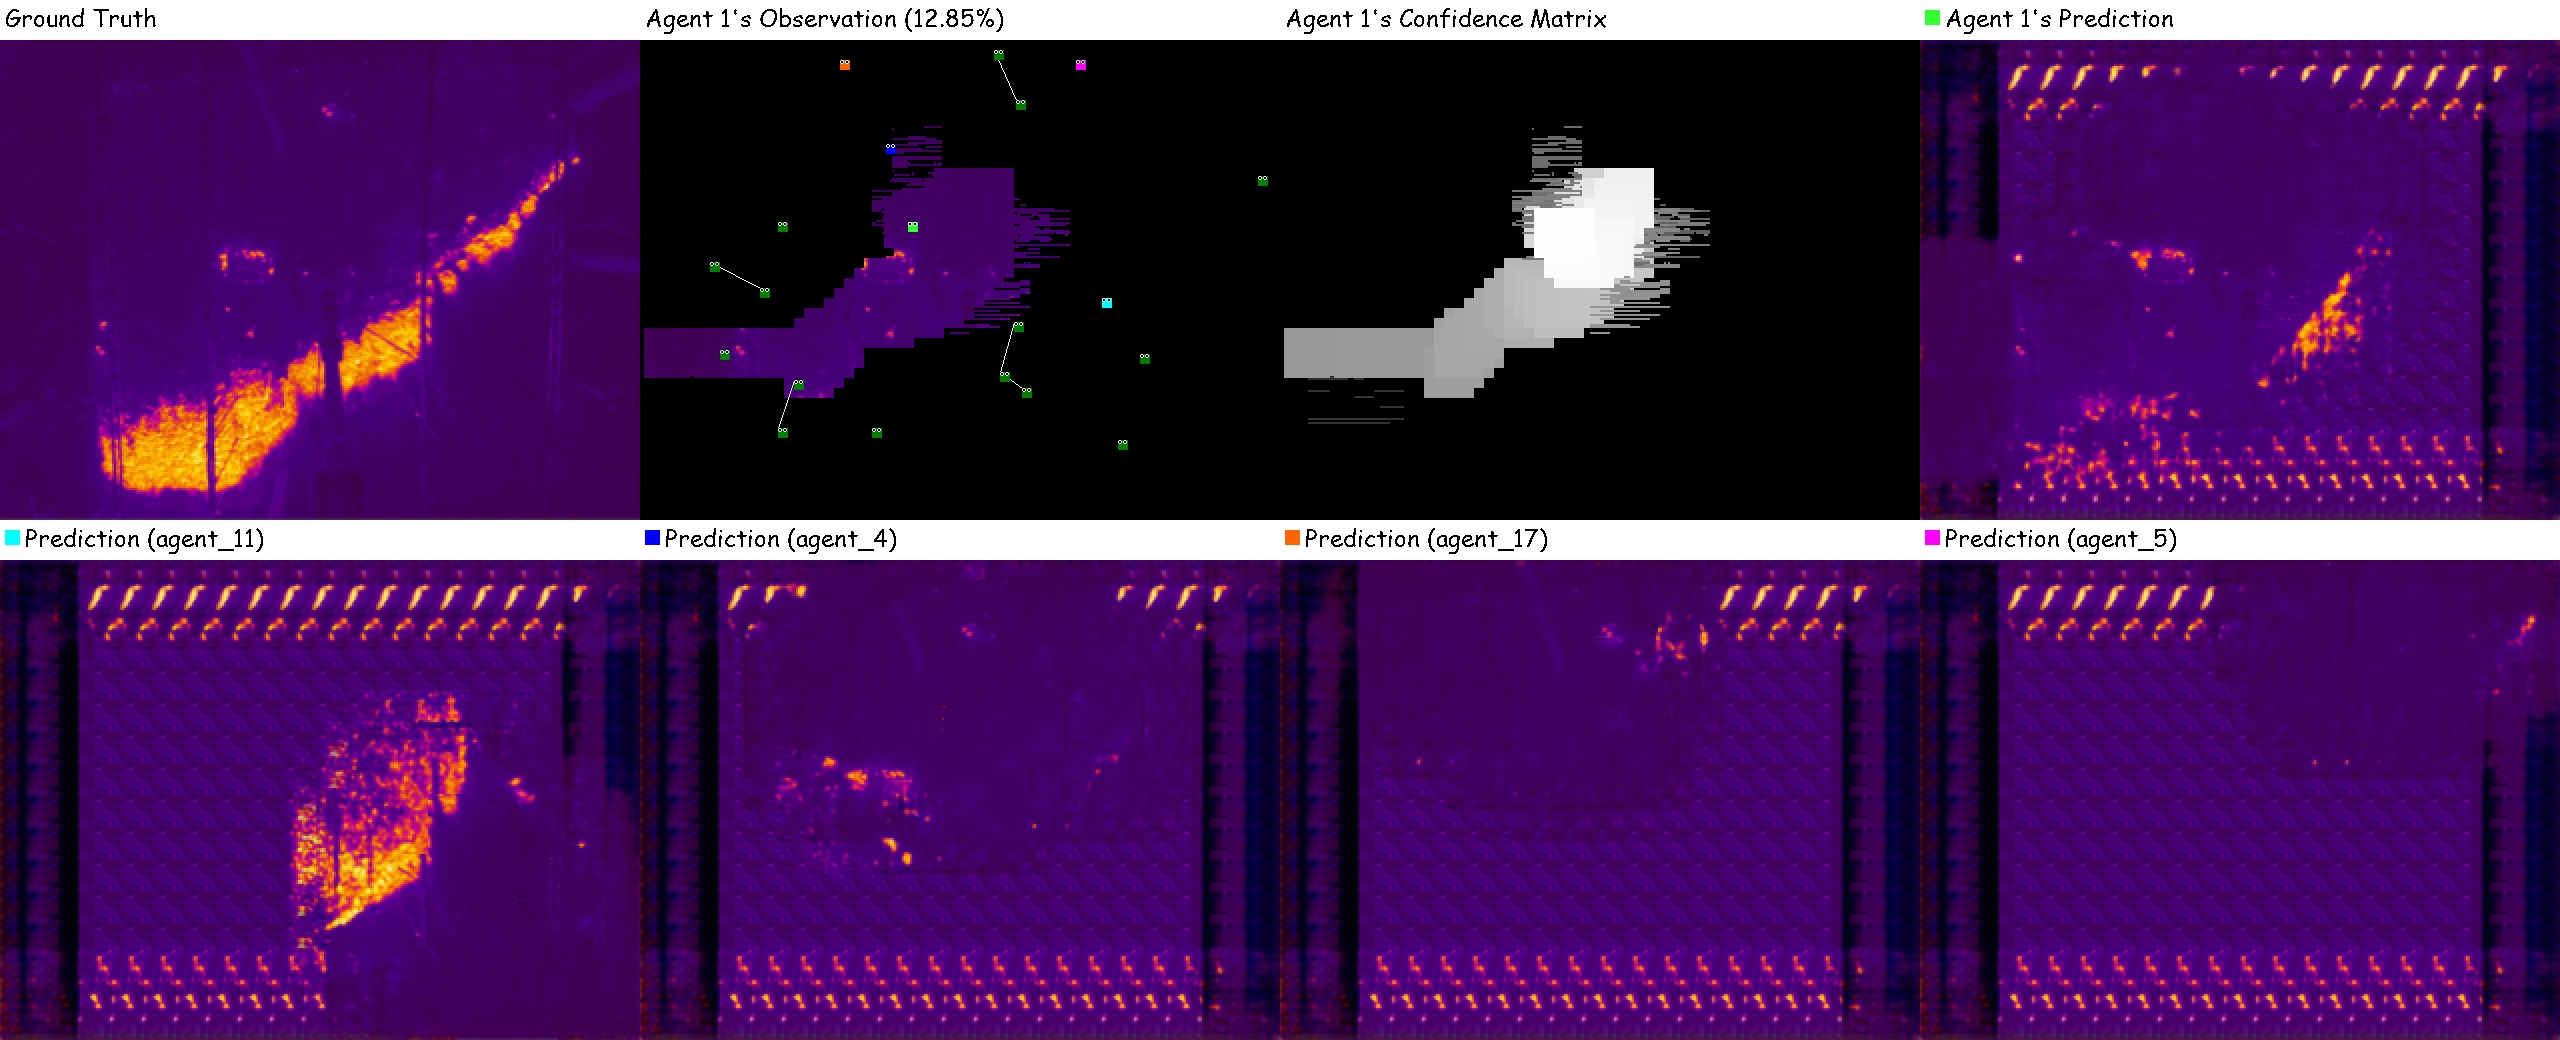 Ground Truth
Agent 1's Observation (12.85%)
Agent 1's Confidence Matrix
Agent 1's Prediction
Prediction (agent_11)
Prediction (agent_4)
Prediction (agent_17)
Prediction (agent_5)